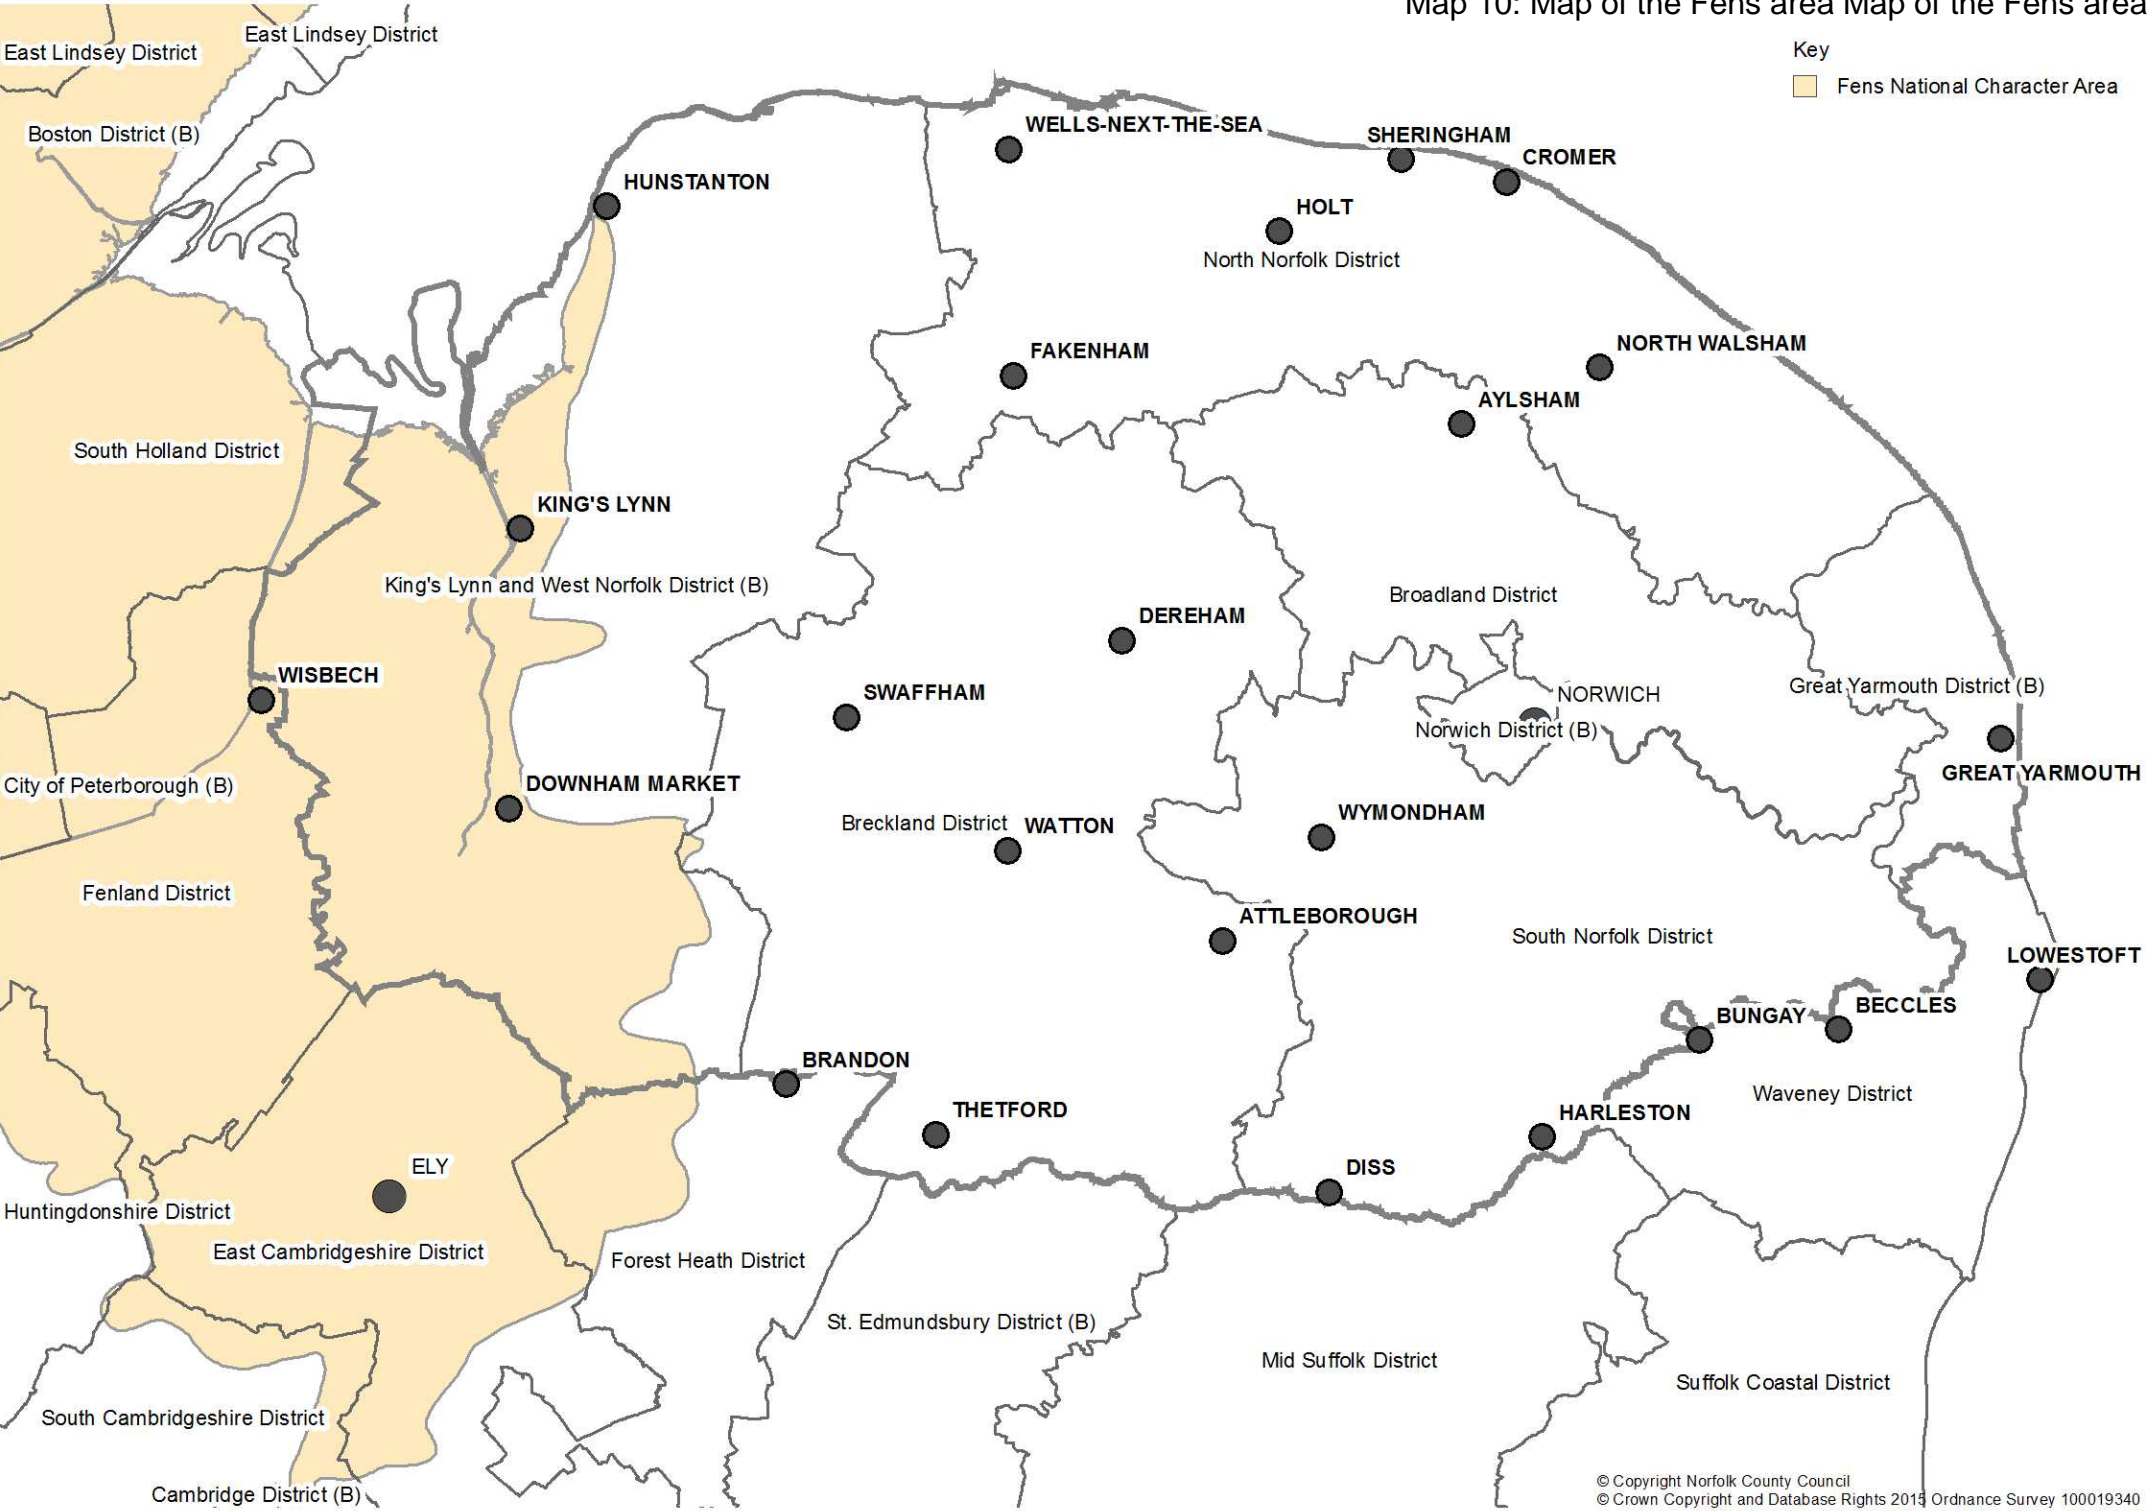 Map 10: Map of the Fens area Map of the Fens area
Key
Fens National Character Area
East Lindsey District
East Lindsey District
Boston District (B)
WELLS-NEXT-THE-SEA
SHERINGHAM
CROMER
HUNSTANTON
HOLT
North Norfolk District
NORTH WALSHAM
FAKENHAM
AYLSHAM
South Holland District
KING'S LYNN
King's Lynn and West Norfolk District (B)
Broadland District
DEREHAM
WISBECH
SWAFFHAM
NORWICH
Great Yarmouth District (B)
Norwich District (B)
GREAT YARMOUTH
City of Peterborough (B)
DOWNHAM MARKET
WYMONDHAM
Breckland District
WATTON
Fenland District
ATTLEBOROUGH
South Norfolk District
LOWESTOFT
BECCLES
BUNGAY
BRANDON
Waveney District
THETFORD
HARLESTON
ELY
DISS
Huntingdonshire District
East Cambridgeshire District
Forest Heath District
St. Edmundsbury District (B)
Mid Suffolk District
Suffolk Coastal District
South Cambridgeshire District
Cambridge District (B)
© Copyright Norfolk County Council
© Crown Copyright and Database Rights 2015 Ordnance Survey 100019340